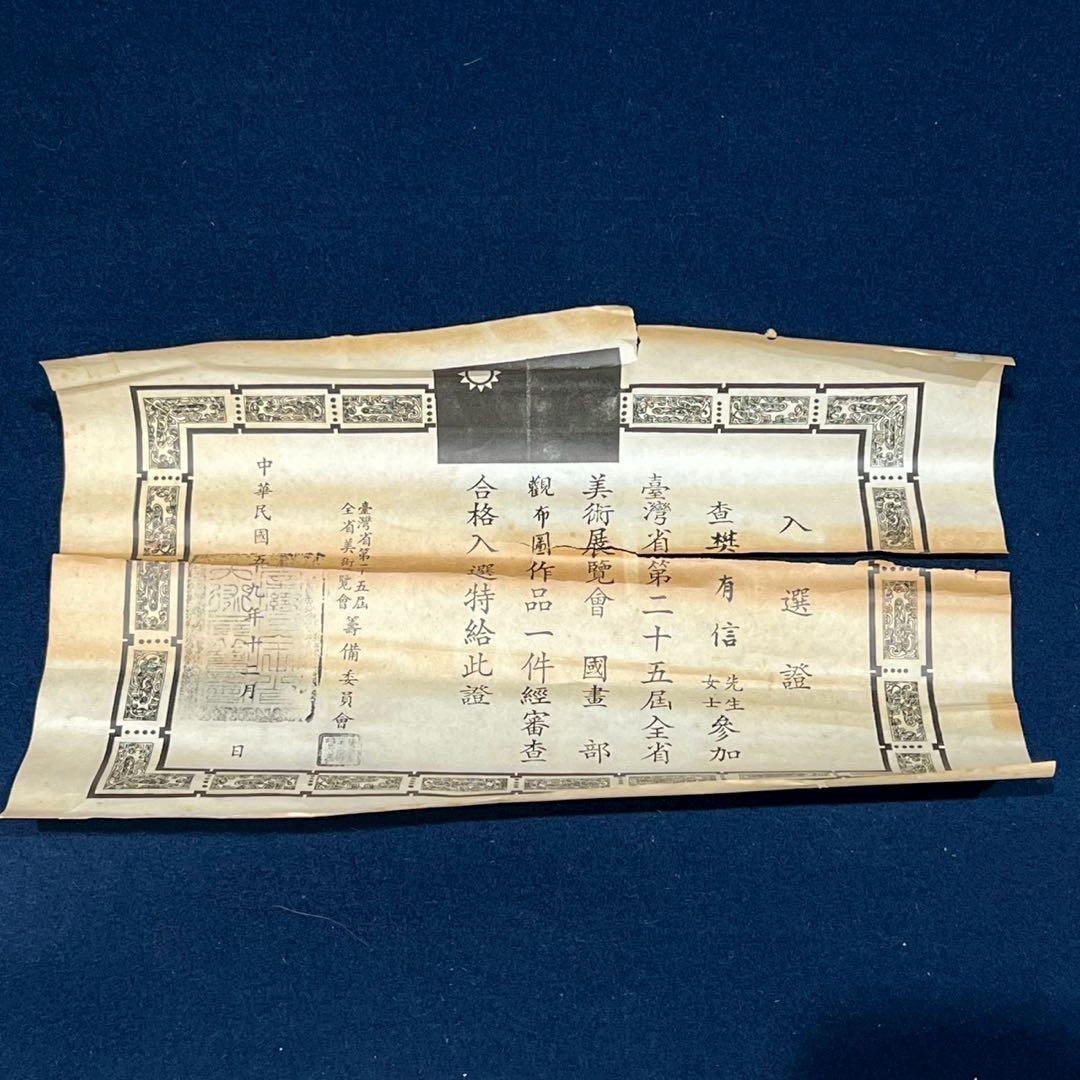 入選證
查樊有信先生女士參加
臺灣省第二十五屆全省
美術展覽會 國畫 部
觀布圖作品一件經審查
合格入選特給此證
臺灣省第二十五屆
全省美術展覽會籌備委員會
中華民國五十九年十二月 日